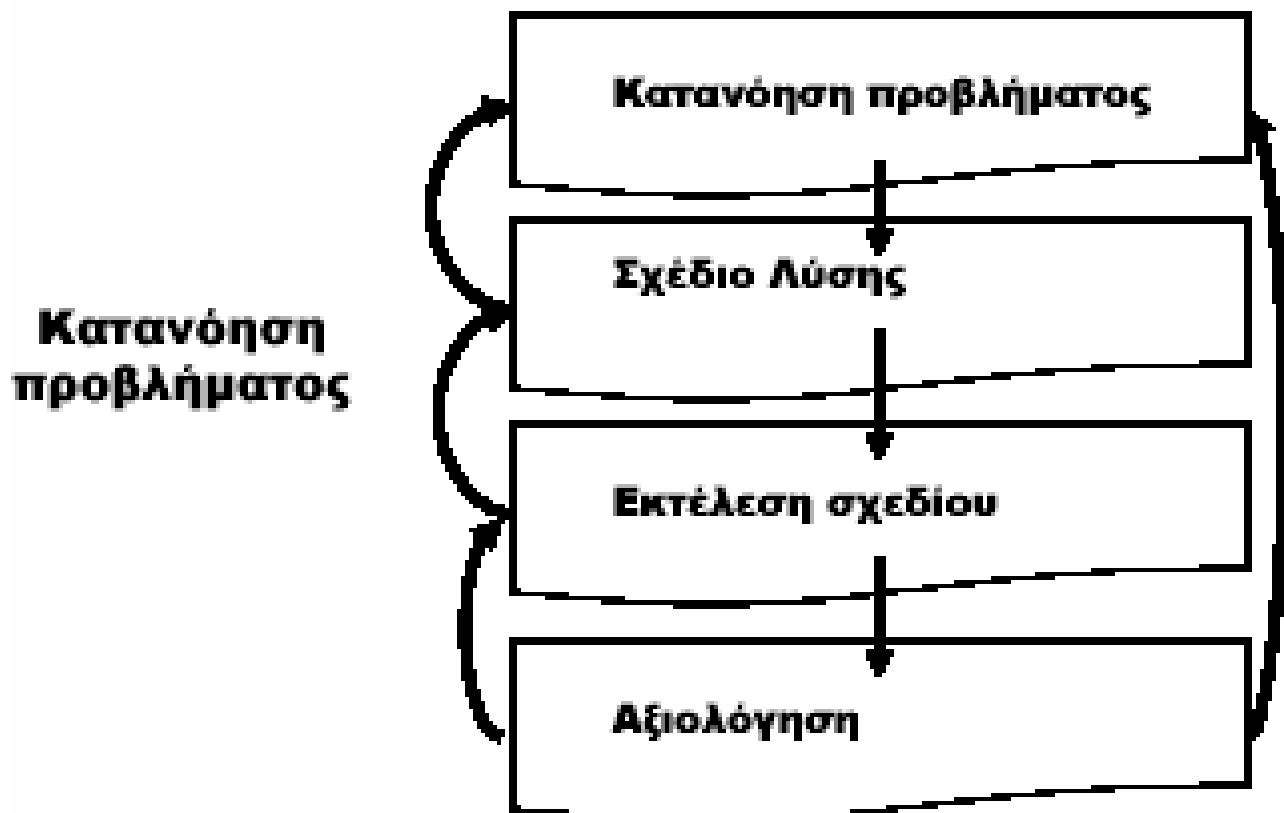 Κατανόηση προβλήματος
Σχέδιο Λύσης
Κατανόηση
προβλήματος
Εκτέλεση σχεδίου
Αξιολόγηση